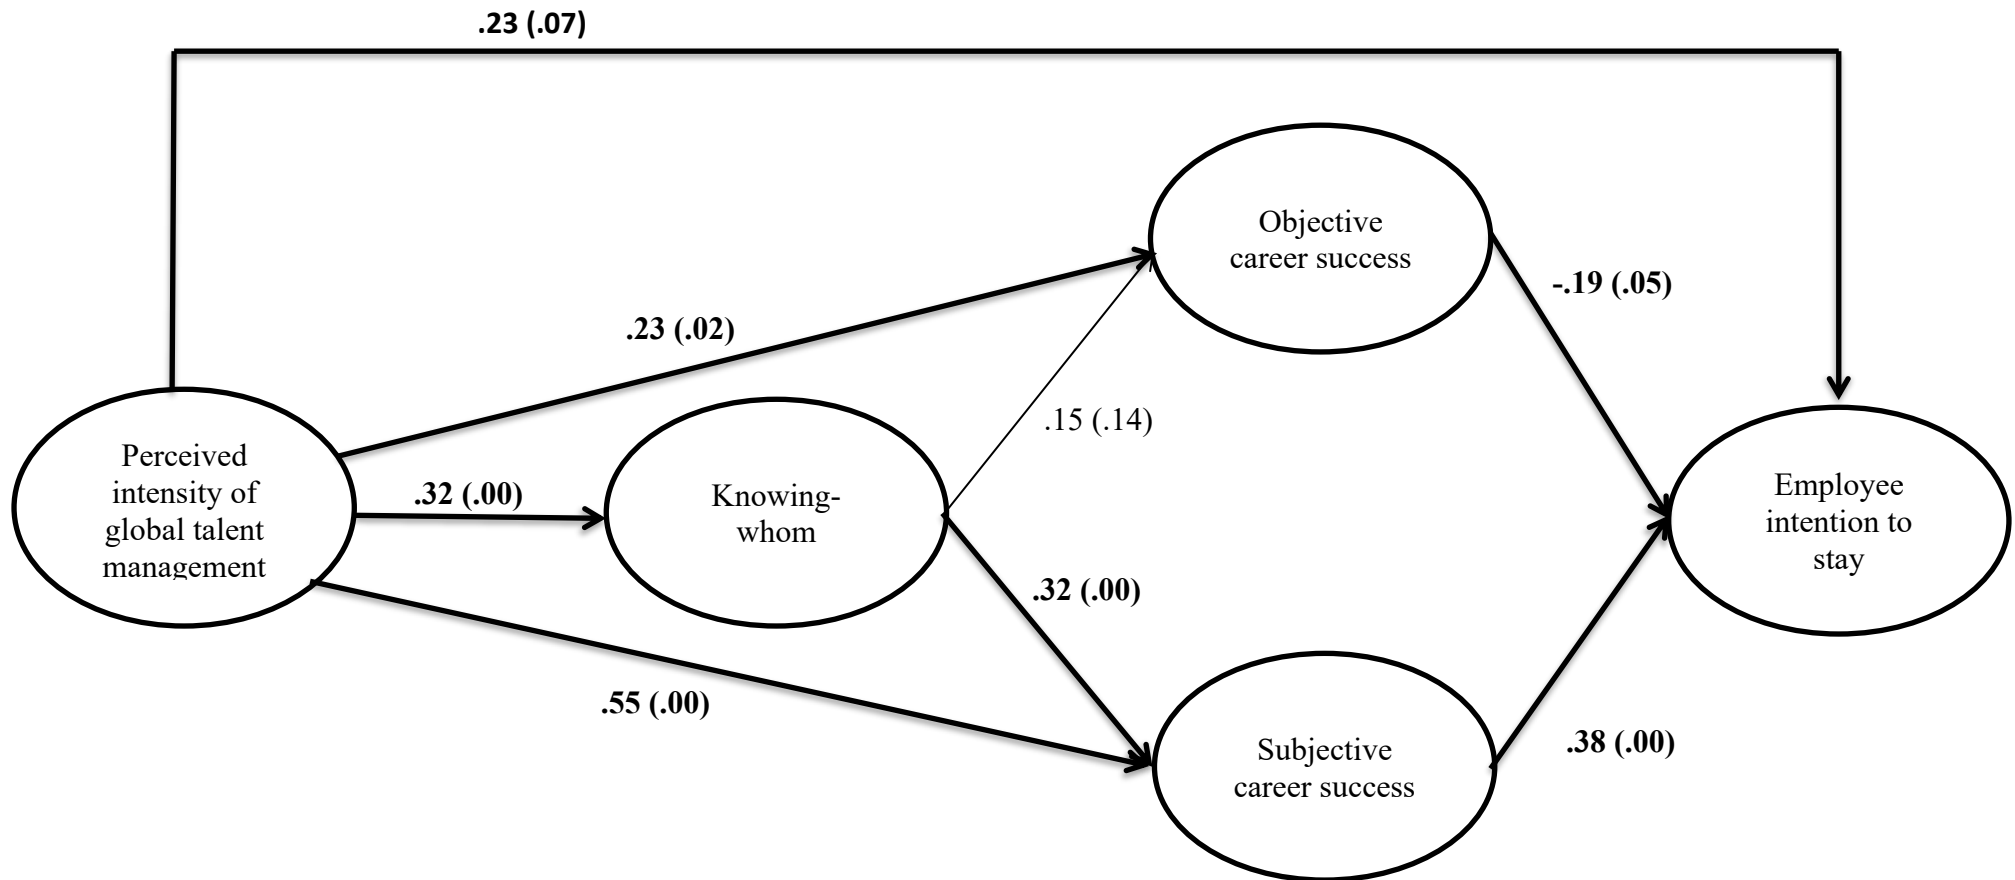 .23 (.07)
Objective
career success
-.19 (.05)
.23 (.02)
.15 (.14)
Perceived
intensity of
global talent
management
.32 (.00)
Knowing-
whom
Employee
intention to
stay
.32 (.00)
.55 (.00)
Subjective
career success
.38 (.00)